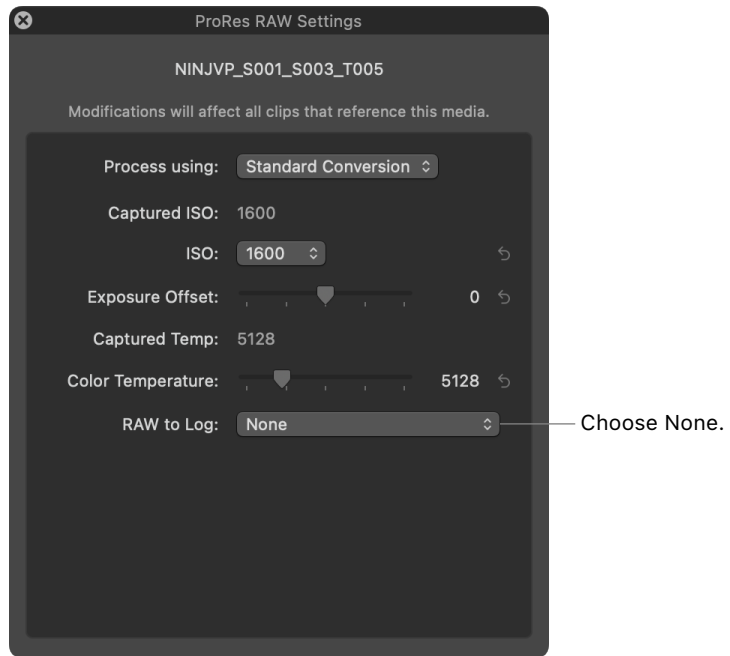 ProRes RAW Settings
NINJVP_S001_S003_T005
Modifications will affect all clips that reference this media.
Process using: Standard Conversion
Captured ISO: 1600
ISO: 1600
Exposure Offset: 0
Captured Temp: 5128
Color Temperature: 5128
RAW to Log: None
Choose None.